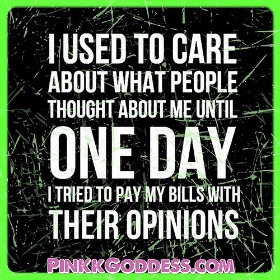 I USED TO CARE
ABOUT WHAT PEOPLE
THOUGHT ABOUT ME UNTIL
ONE DAY
I TRIED TO PAY MY BILLS WITH
THEIR OPINIONS
PINKKGODDESS.COM